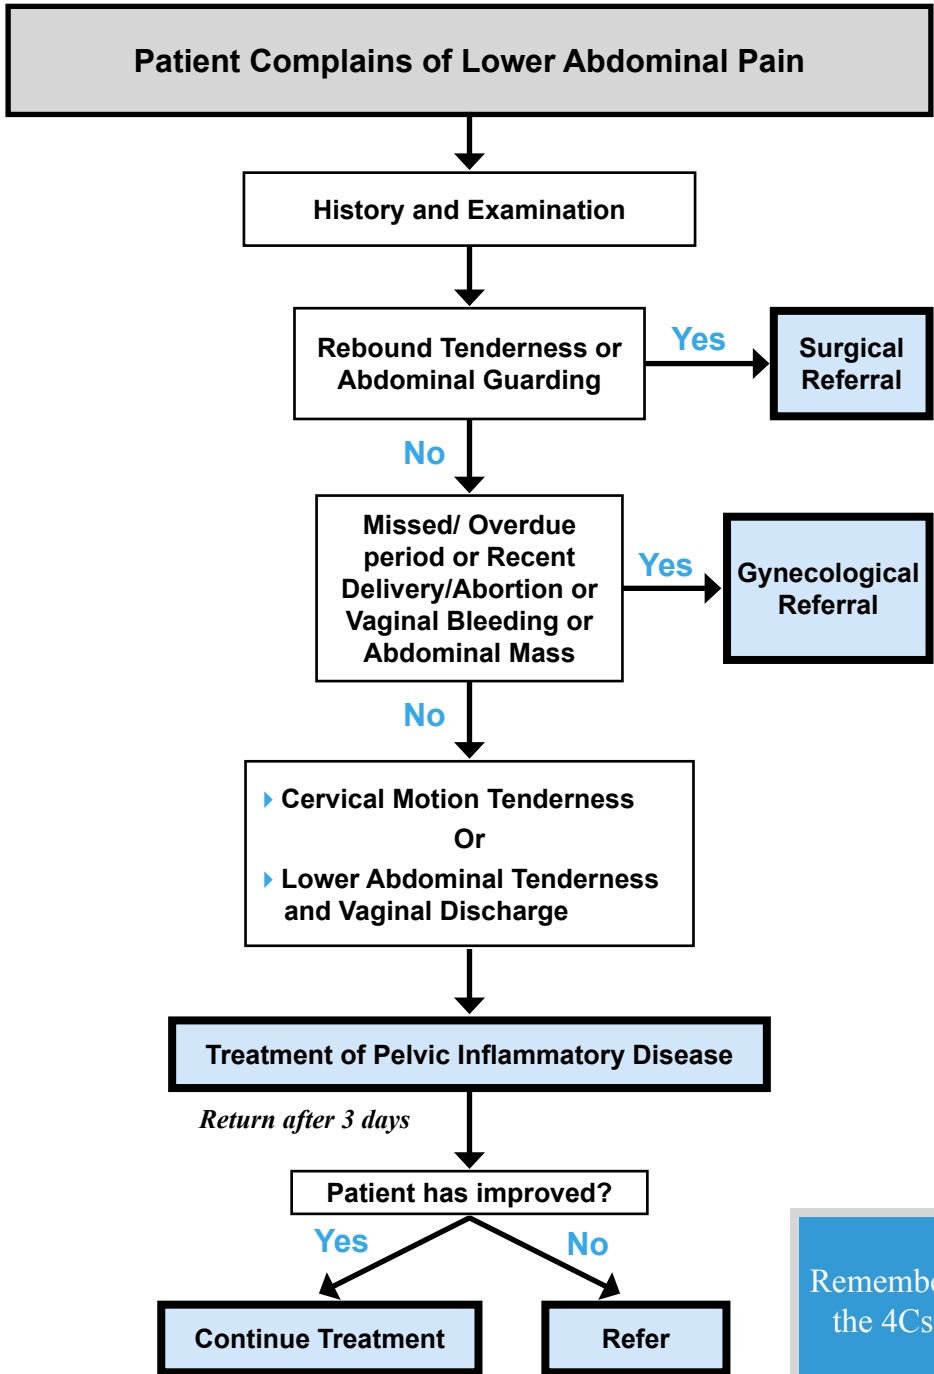 Patient Complains of Lower Abdominal Pain
History and Examination
Rebound Tenderness or
Abdominal Guarding
Yes
Surgical
Referral
No
Missed/ Overdue
period or Recent
Delivery/Abortion or
Vaginal Bleeding or
Abdominal Mass
Yes
Gynecological
Referral
No
Cervical Motion Tenderness
Or
Lower Abdominal Tenderness
and Vaginal Discharge
Treatment of Pelvic Inflammatory Disease
Return after 3 days
Patient has improved?
Yes
No
Continue Treatment
Refer
Remembe
the 4Cs